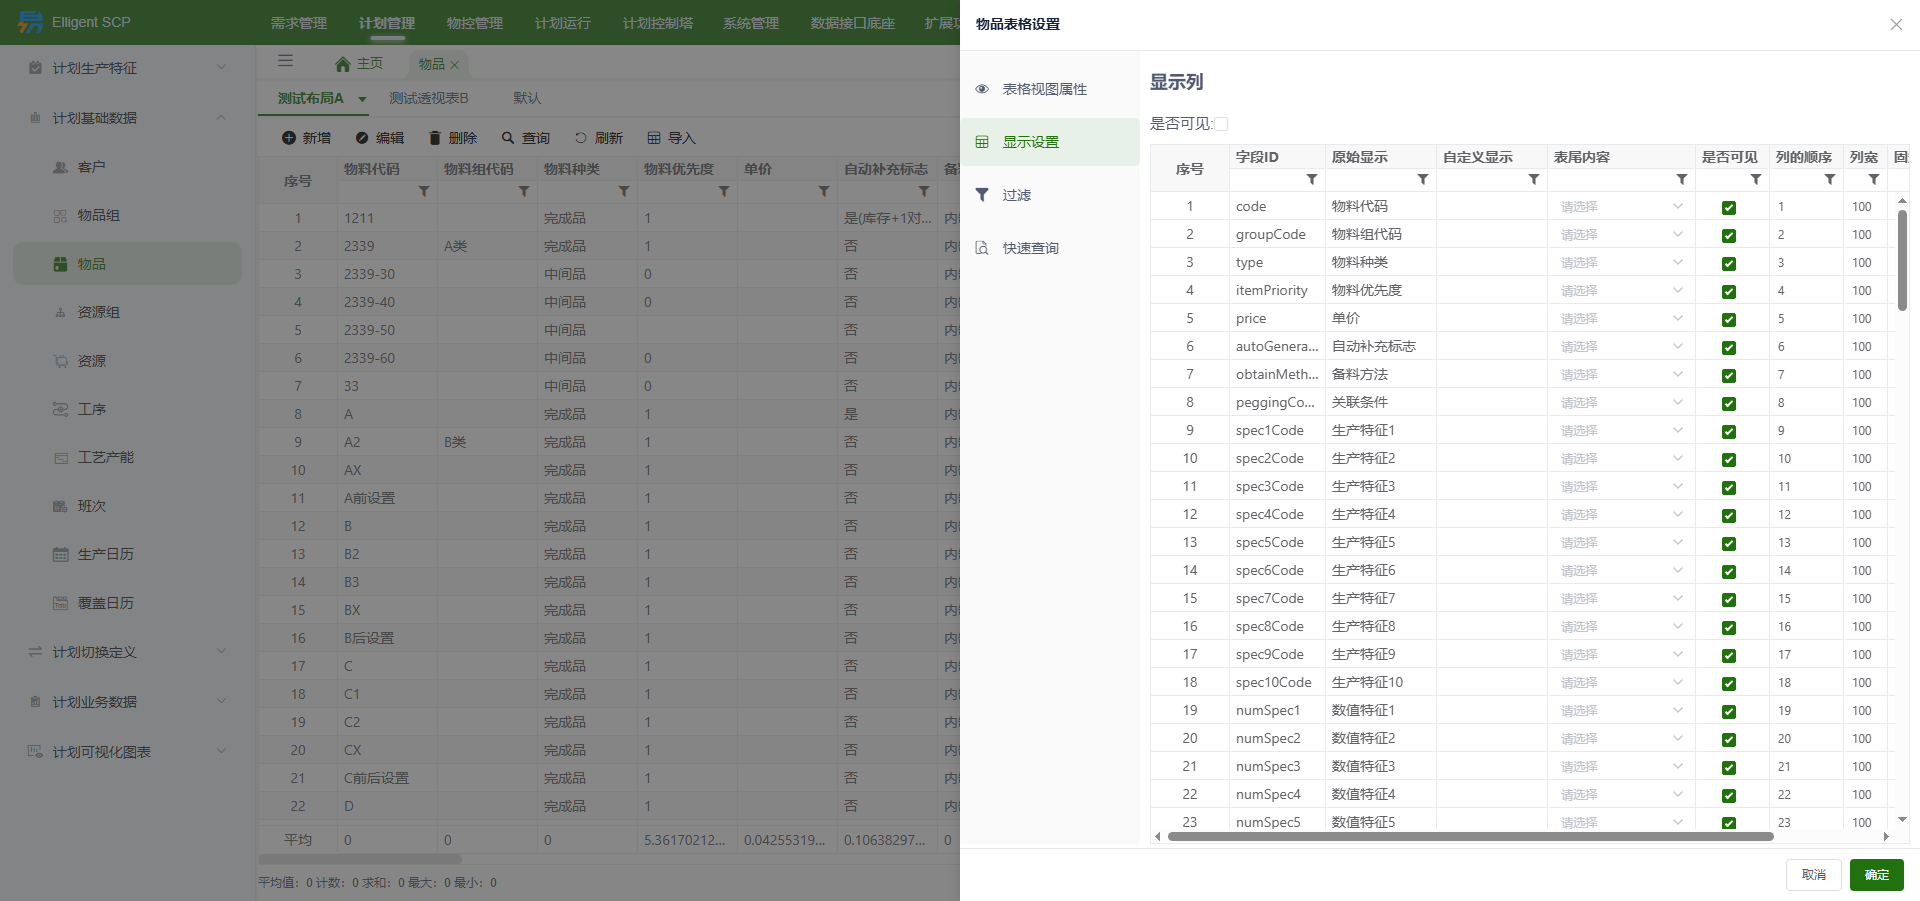 Elligent SCP
需求管理 计划管理 物控管理 计划运行 计划控制塔 系统管理 数据接口底座
计划生产特征
计划基础数据
客户
物品组
物品
资源组
资源
工序
工艺产能
班次
生产日历
覆盖日历
计划切换定义
计划业务数据
计划可视化图表
主页 物品
测试布局A 测试透视表B 默认
新增 编辑 删除 查询 刷新 导入
序号 物料代码 物料组代码 物料种类 物料优先度 单价 自动补充标志
1 1211 完成品 1 是(库存+1对... 内
2 2339 A类 完成品 1 否 内
3 2339-30 中间品 0 否 内
4 2339-40 中间品 0 否 内
5 2339-50 中间品 否 内
6 2339-60 中间品 0 否 内
7 33 中间品 0 否 内
8 A 完成品 1 是 内
9 A2 B类 完成品 1 否 内
10 AX 完成品 1 否 内
11 A前设置 完成品 1 否 内
12 B 完成品 1 否 内
13 B2 完成品 1 否 内
14 B3 完成品 1 否 内
15 BX 完成品 1 否 内
16 B后设置 完成品 1 否 内
17 C 完成品 1 否 内
18 C1 完成品 1 否 内
19 C2 完成品 1 否 内
20 CX 完成品 1 否 内
21 C前后设置 完成品 1 否 内
22 D 完成品 1 否 内
平均 0 0 0 5.36170212... 0.04255319... 0.10638297... 0
平均值: 0 计数: 0 求和: 0 最大: 0 最小: 0
物品表格设置
表格视图属性
显示设置
过滤
快速查询
显示列
是否可见:
序号 字段ID 原始显示 自定义显示 表尾内容 是否可见 列的顺序 列宽
1 code 物料代码 请选择 1 100
2 groupCode 物料组代码 请选择 2 100
3 type 物料种类 请选择 3 100
4 itemPriority 物料优先度 请选择 4 100
5 price 单价 请选择 5 100
6 autoGenera... 自动补充标志 请选择 6 100
7 obtainMeth... 备料方法 请选择 7 100
8 peggingCo... 关联条件 请选择 8 100
9 spec1Code 生产特征1 请选择 9 100
10 spec2Code 生产特征2 请选择 10 100
11 spec3Code 生产特征3 请选择 11 100
12 spec4Code 生产特征4 请选择 12 100
13 spec5Code 生产特征5 请选择 13 100
14 spec6Code 生产特征6 请选择 14 100
15 spec7Code 生产特征7 请选择 15 100
16 spec8Code 生产特征8 请选择 16 100
17 spec9Code 生产特征9 请选择 17 100
18 spec10Code 生产特征10 请选择 18 100
19 numSpec1 数值特征1 请选择 19 100
20 numSpec2 数值特征2 请选择 20 100
21 numSpec3 数值特征3 请选择 21 100
22 numSpec4 数值特征4 请选择 22 100
23 numSpec5 数值特征5 请选择 23 100
取消 确定